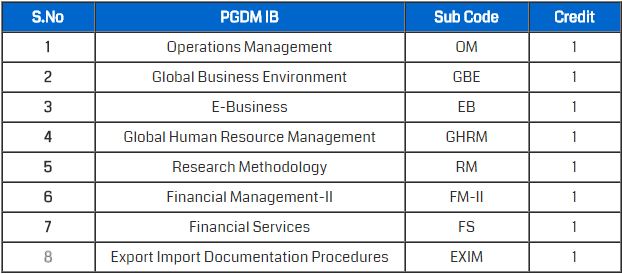 S.No PGDM IB Sub Code Credit
1 Operations Management OM 1
2 Global Business Environment GBE 1
3 E-Business EB 1
4 Global Human Resource Management GHRM 1
5 Research Methodology RM 1
6 Financial Management-II FM-II 1
7 Financial Services FS 1
8 Export Import Documentation Procedures EXIM 1